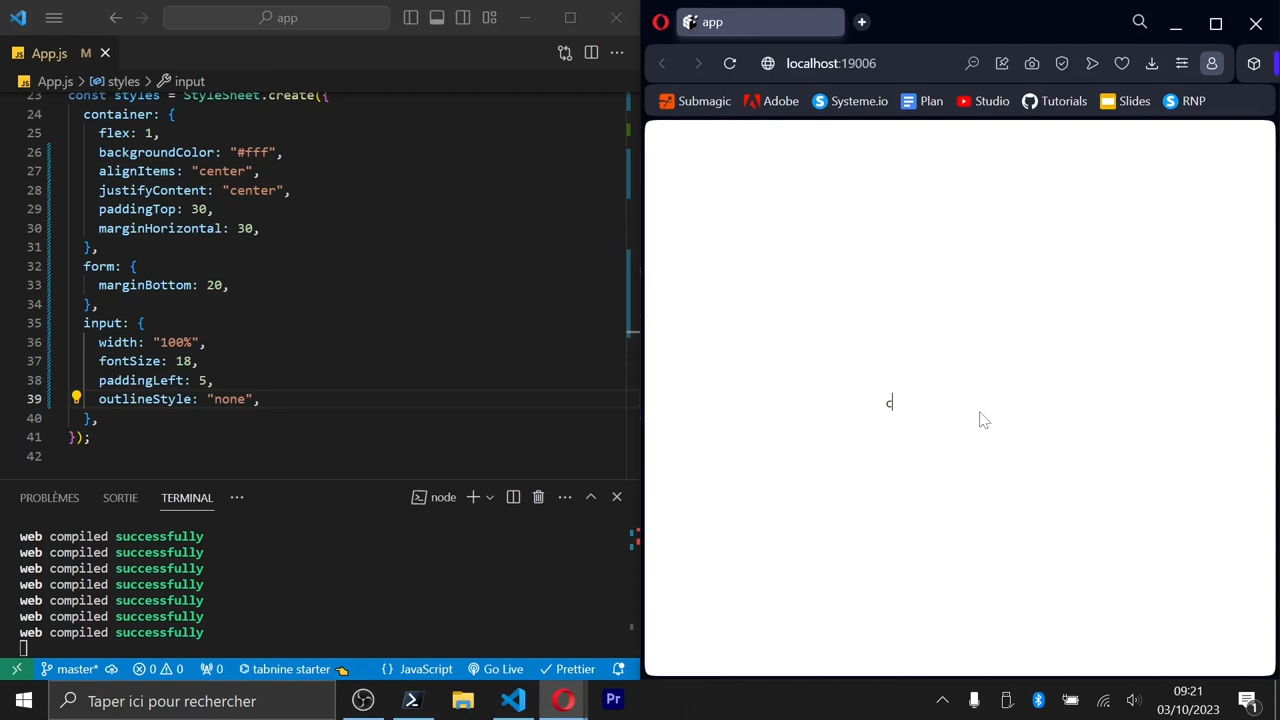 app
App.js M
App.js > styles > input
23 const styles = StyleSheet.create({
24 container: {
25 flex: 1,
26 backgroundColor: "#fff",
27 alignItems: "center",
28 justifyContent: "center",
29 paddingTop: 30,
30 marginHorizontal: 30,
31 },
32 form: {
33 marginBottom: 20,
34 },
35 input: {
36 width: "100%",
37 fontSize: 18,
38 paddingLeft: 5,
39 outlineStyle: "none",
40 },
41 });
42
PROBLÈMES SORTIE TERMINAL node
web compiled successfully
web compiled successfully
web compiled successfully
web compiled successfully
web compiled successfully
web compiled successfully
web compiled successfully
master* 0 0 0 tabnine starter JavaScript Go Live Prettier
app
localhost:19006
Submagic Adobe Systeme.io Plan Studio Tutorials Slides RNP
c
Taper ici pour rechercher
Pr
09:21
03/10/2023
1